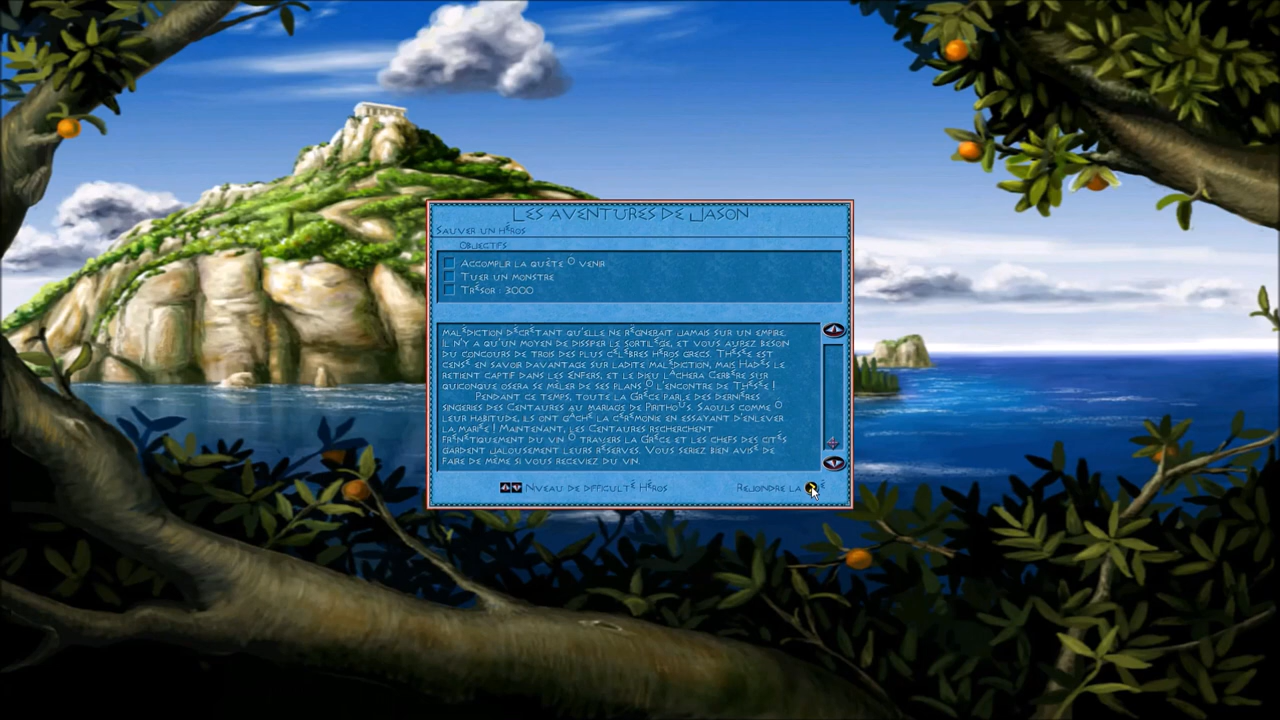 Les aventures de Jason
Sauver un héros
Objectifs
Accomplir la quête O venir
Tuer un monstre
Trésor : 3000
malédiction décrétant qu'elle ne régnerait jamais sur un empire.
Il n'y a qu'un moyen de dissiper le sortilège, et vous aurez besoin
du concours de trois des plus célèbres héros grecs. Thésée est
censé en savoir davantage sur ladite malédiction, mais Hadès le
retient captif dans les Enfers, et le dieu lâchera Cerbère sur
quiconque osera se mêler de ses plans O l'encontre de Thésée !
Pendant ce temps, toute la Grèce parle des dernières
singeries des Centaures au mariage de Pirithoüs. Saouls comme O
leur habitude, ils ont gâché la cérémonie en essayant d'enlever
la mariée ! Maintenant, les Centaures recherchent
frénétiquement du vin O travers la Grèce et les chefs des cités
gardent jalousement leurs réserves. Vous seriez bien avisé de
faire de même si vous receviez du vin.
Niveau de difficulté Héros
Rejoindre la